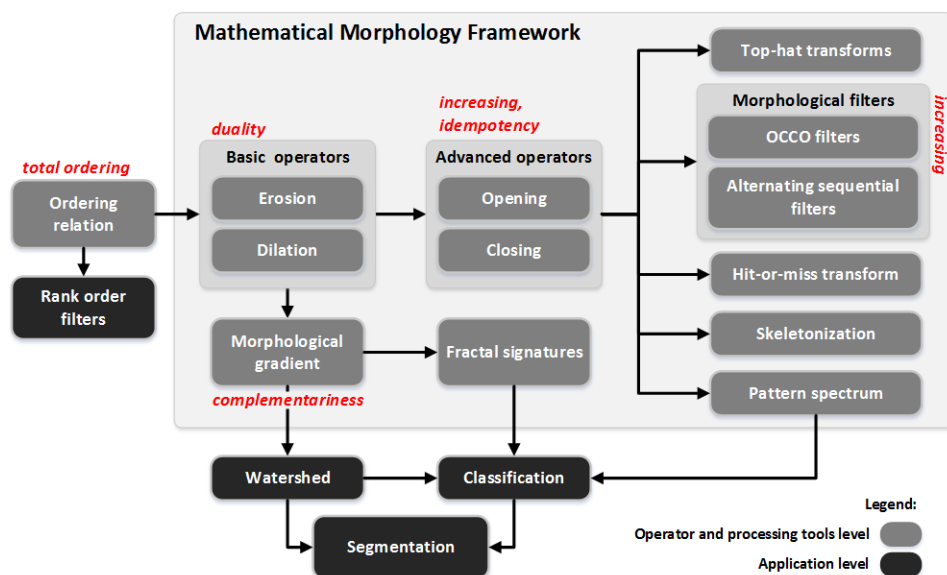 Mathematical Morphology Framework
total ordering
Ordering
relation
Rank order
filters
duality
Basic operators
Erosion
Dilation
increasing,
idempotency
Advanced operators
Opening
Closing
Top-hat transforms
Morphological filters
OCCO filters
Alternating sequential
filters
increasing
Hit-or-miss transform
Skeletonization
Pattern spectrum
Morphological
gradient
Fractal signatures
complementariness
Watershed
Classification
Segmentation
Legend:
Operator and processing tools level
Application level